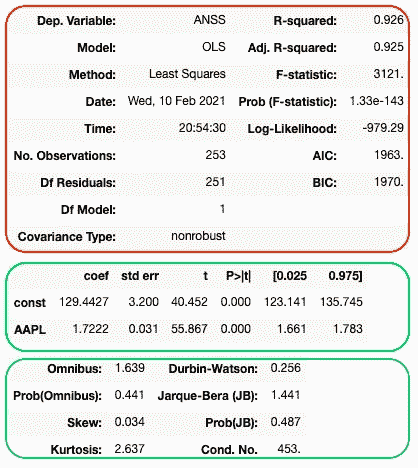 Dep. Variable: ANSS R-squared: 0.926
Model: OLS Adj. R-squared: 0.925
Method: Least Squares F-statistic: 3121.
Date: Wed, 10 Feb 2021 Prob (F-statistic): 1.33e-143
Time: 20:54:30 Log-Likelihood: -979.29
No. Observations: 253 AIC: 1963.
Df Residuals: 251 BIC: 1970.
Df Model: 1
Covariance Type: nonrobust
coef std err t P>|t| [0.025 0.975]
const 129.4427 3.200 40.452 0.000 123.141 135.745
AAPL 1.7222 0.031 55.867 0.000 1.661 1.783
Omnibus: 1.639 Durbin-Watson: 0.256
Prob(Omnibus): 0.441 Jarque-Bera (JB): 1.441
Skew: 0.034 Prob(JB): 0.487
Kurtosis: 2.637 Cond. No. 453.